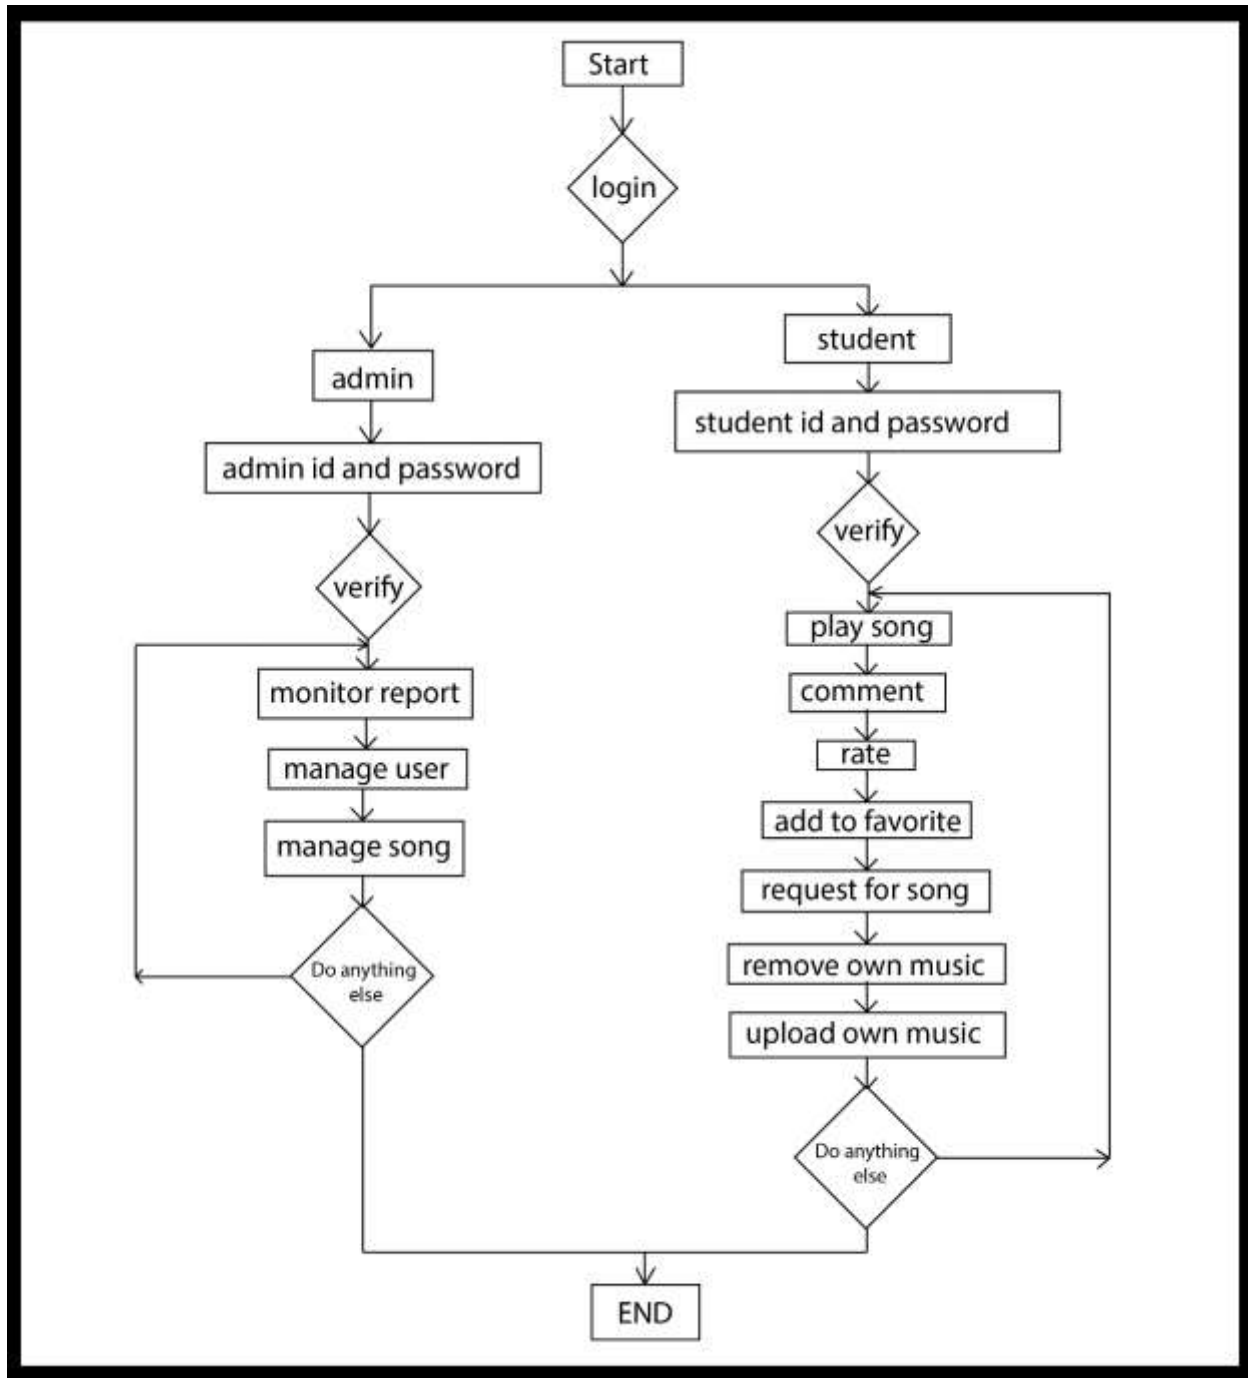 Start
login
admin
admin id and password
verify
monitor report
manage user
manage song
Do anything
else
student
student id and password
verify
play song
comment
rate
add to favorite
request for song
remove own music
upload own music
Do anything
else
END